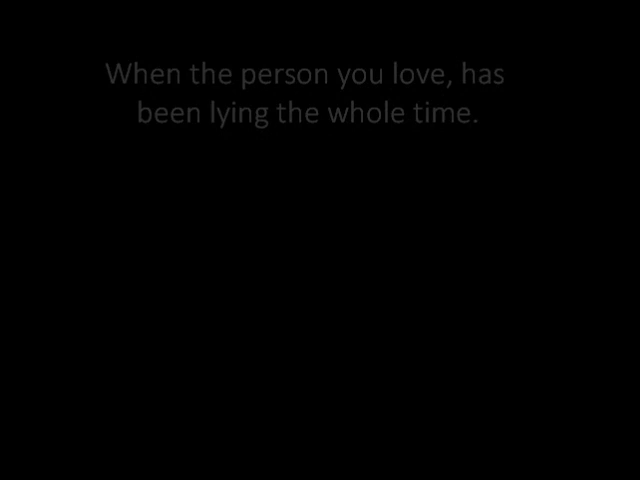 When the person you love, has
been lying the whole time.